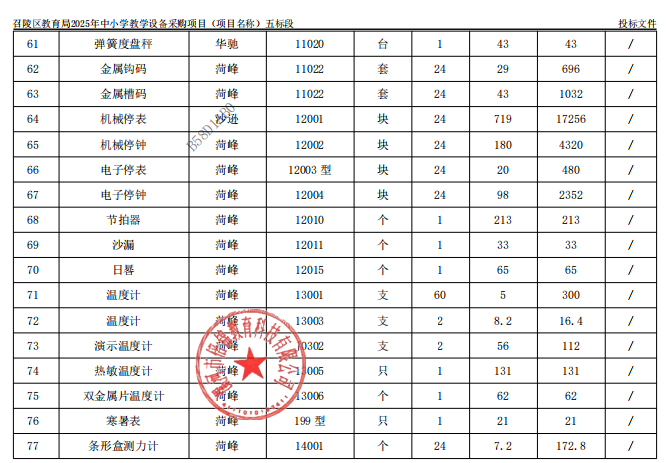 召陵区教育局2025年中小学教学设备采购项目（项目名称）五标段 投标文件
61 弹簧度盘秤 华驰 11020 台 1 43 43 /
62 金属钩码 菏峰 11022 套 24 29 696 /
63 金属槽码 菏峰 11022 套 24 43 1032 /
64 机械停表 沙逊 12001 块 24 719 17256 /
65 机械停钟 菏峰 12002 块 24 180 4320 /
66 电子停表 菏峰 12003 型 块 24 20 480 /
67 电子停钟 菏峰 12004 块 24 98 2352 /
68 节拍器 菏峰 12010 个 1 213 213 /
69 沙漏 菏峰 12011 个 1 33 33 /
70 日晷 菏峰 12015 个 1 65 65 /
71 温度计 菏峰 13001 支 60 5 300 /
72 温度计 菏峰 13003 支 2 8.2 16.4 /
73 演示温度计 菏峰 10302 支 2 56 112 /
74 热敏温度计 菏峰 13005 只 1 131 131 /
75 双金属片温度计 菏峰 13006 个 1 62 62 /
76 寒暑表 菏峰 199 型 只 1 21 21 /
77 条形盒测力计 菏峰 14001 个 24 7.2 172.8 /